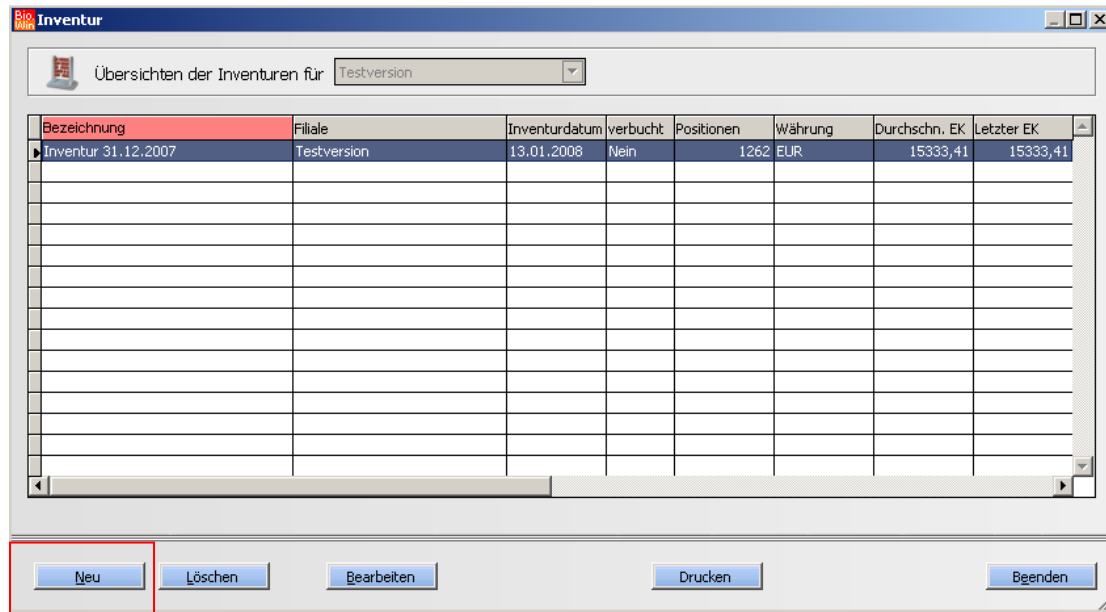 Bio Win Inventur
Übersichten der Inventuren für Testversion
Bezeichnung Filiale Inventurdatum verbucht Positionen Währung Durchschn. EK Letzter EK
Inventur 31.12.2007 Testversion 13.01.2008 Nein 1262 EUR 15333,41 15333,41
Neu Löschen Bearbeiten Drucken Beenden